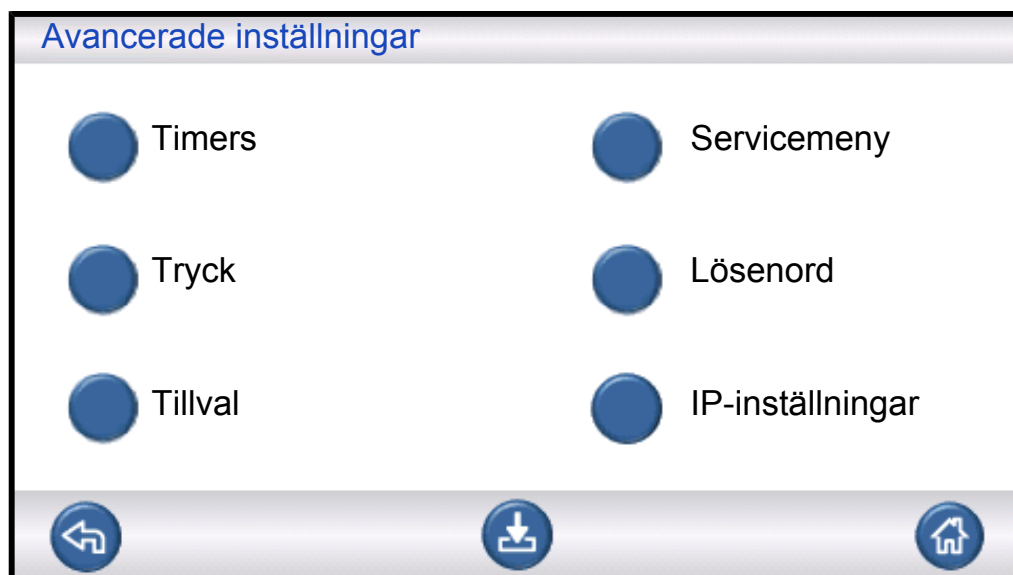 Avancerade inställningar
Timers
Servicemeny
Tryck
Lösenord
Tillval
IP-inställningar